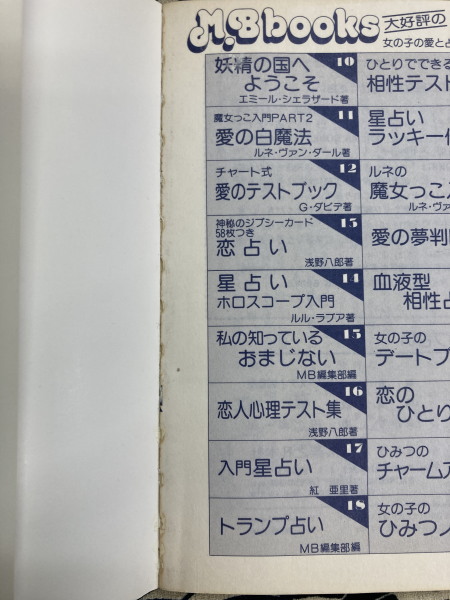 M.B books
大好評の
女の子の愛と
10
妖精の国へ
ようこそ
エミール・シェラザード著
11
魔女っこ入門PART2
愛の白魔法
ルネ・ヴァン・ダール著
12
チャート式
愛のテストブック
G・ダビデ著
13
神秘のジプシーカード
58枚つき
恋占い
浅野八郎著
14
星占い
ホロスコープ入門
ルル・ラブア著
15
私の知っている
おまじない
MB編集部編
16
恋人心理テスト集
浅野八郎著
17
入門星占い
紅 亜里著
18
トランプ占い
MB編集部編
ひとりでできる
相性テスト
星占い
ラッキー
ルネの
魔女っこ
ルネ・ヴァ
愛の夢判
血液型
相性占
女の子の
デートブ
恋の
ひとり
ひみつの
チャームア
女の子の
ひみつノ